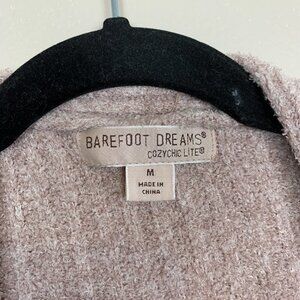 BAREFOOT DREAMS®
COZYCHIC LITE®
M
MADE IN
CHINA